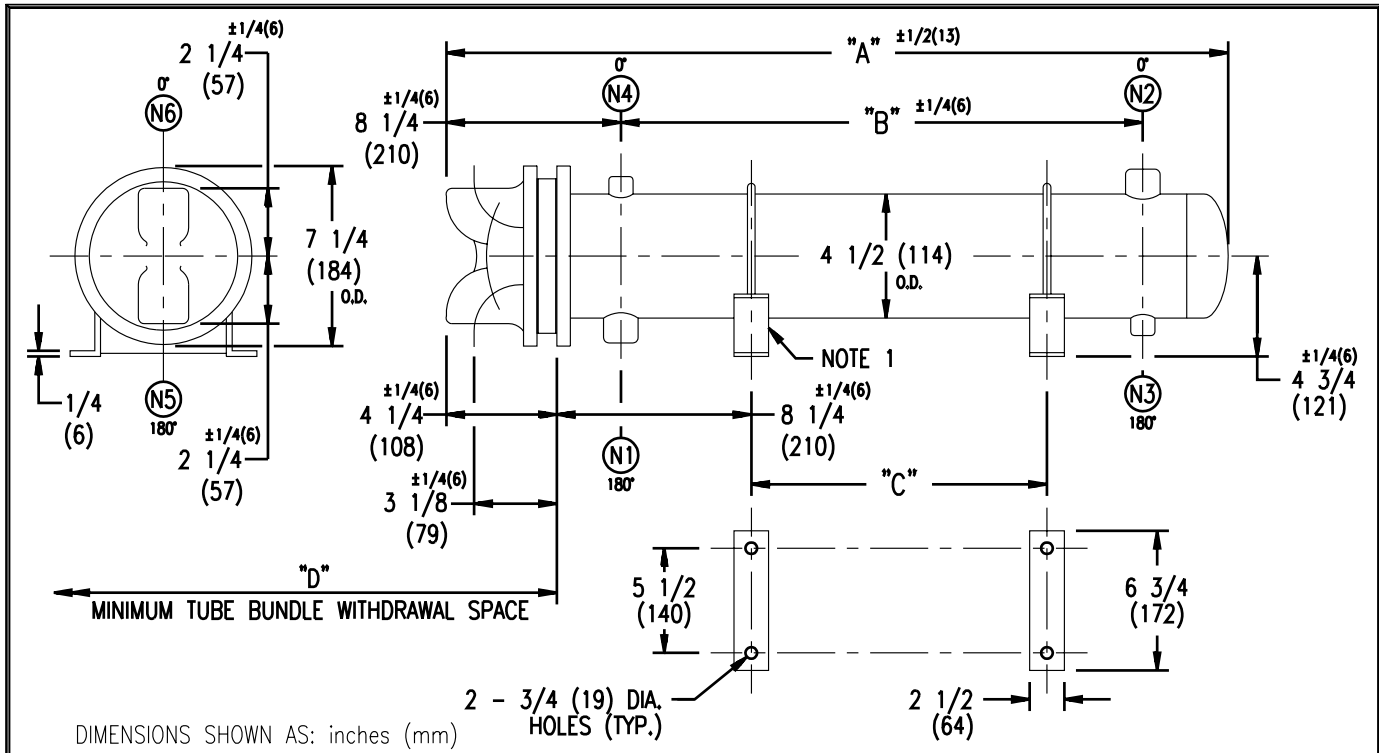 ±1/4(6)
2 1/4
(57)
0°
N6
7 1/4
(184)
O.D.
1/4
(6)
N5
180°
±1/4(6)
2 1/4
(57)
"A" ±1/2(13)
±1/4(6)
8 1/4
(210)
0°
N4
"B" ±1/4(6)
0°
N2
4 1/2 (114)
O.D.
NOTE 1
±1/4(6)
4 3/4
(121)
N3
180°
±1/4(6)
4 1/4
(108)
±1/4(6)
8 1/4
(210)
N1
180°
±1/4(6)
3 1/8
(79)
"C"
"D"
MINIMUM TUBE BUNDLE WITHDRAWAL SPACE
5 1/2
(140)
6 3/4
(172)
2 - 3/4 (19) DIA.
HOLES (TYP.)
2 1/2
(64)
DIMENSIONS SHOWN AS: inches (mm)